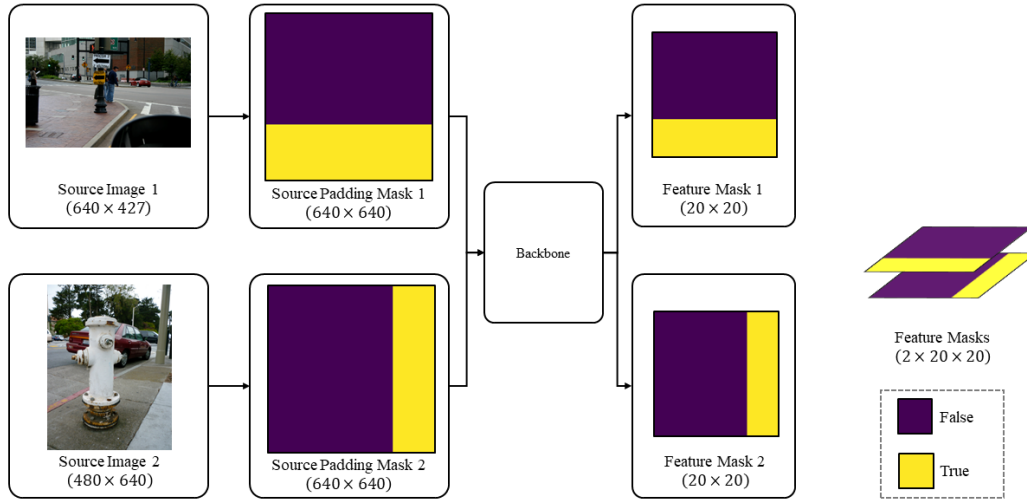 Source Image 1
(640 × 427)
Source Padding Mask 1
(640 × 640)
Backbone
Feature Mask 1
(20 × 20)
Source Image 2
(480 × 640)
Source Padding Mask 2
(640 × 640)
Feature Mask 2
(20 × 20)
Feature Masks
(2 × 20 × 20)
False
True